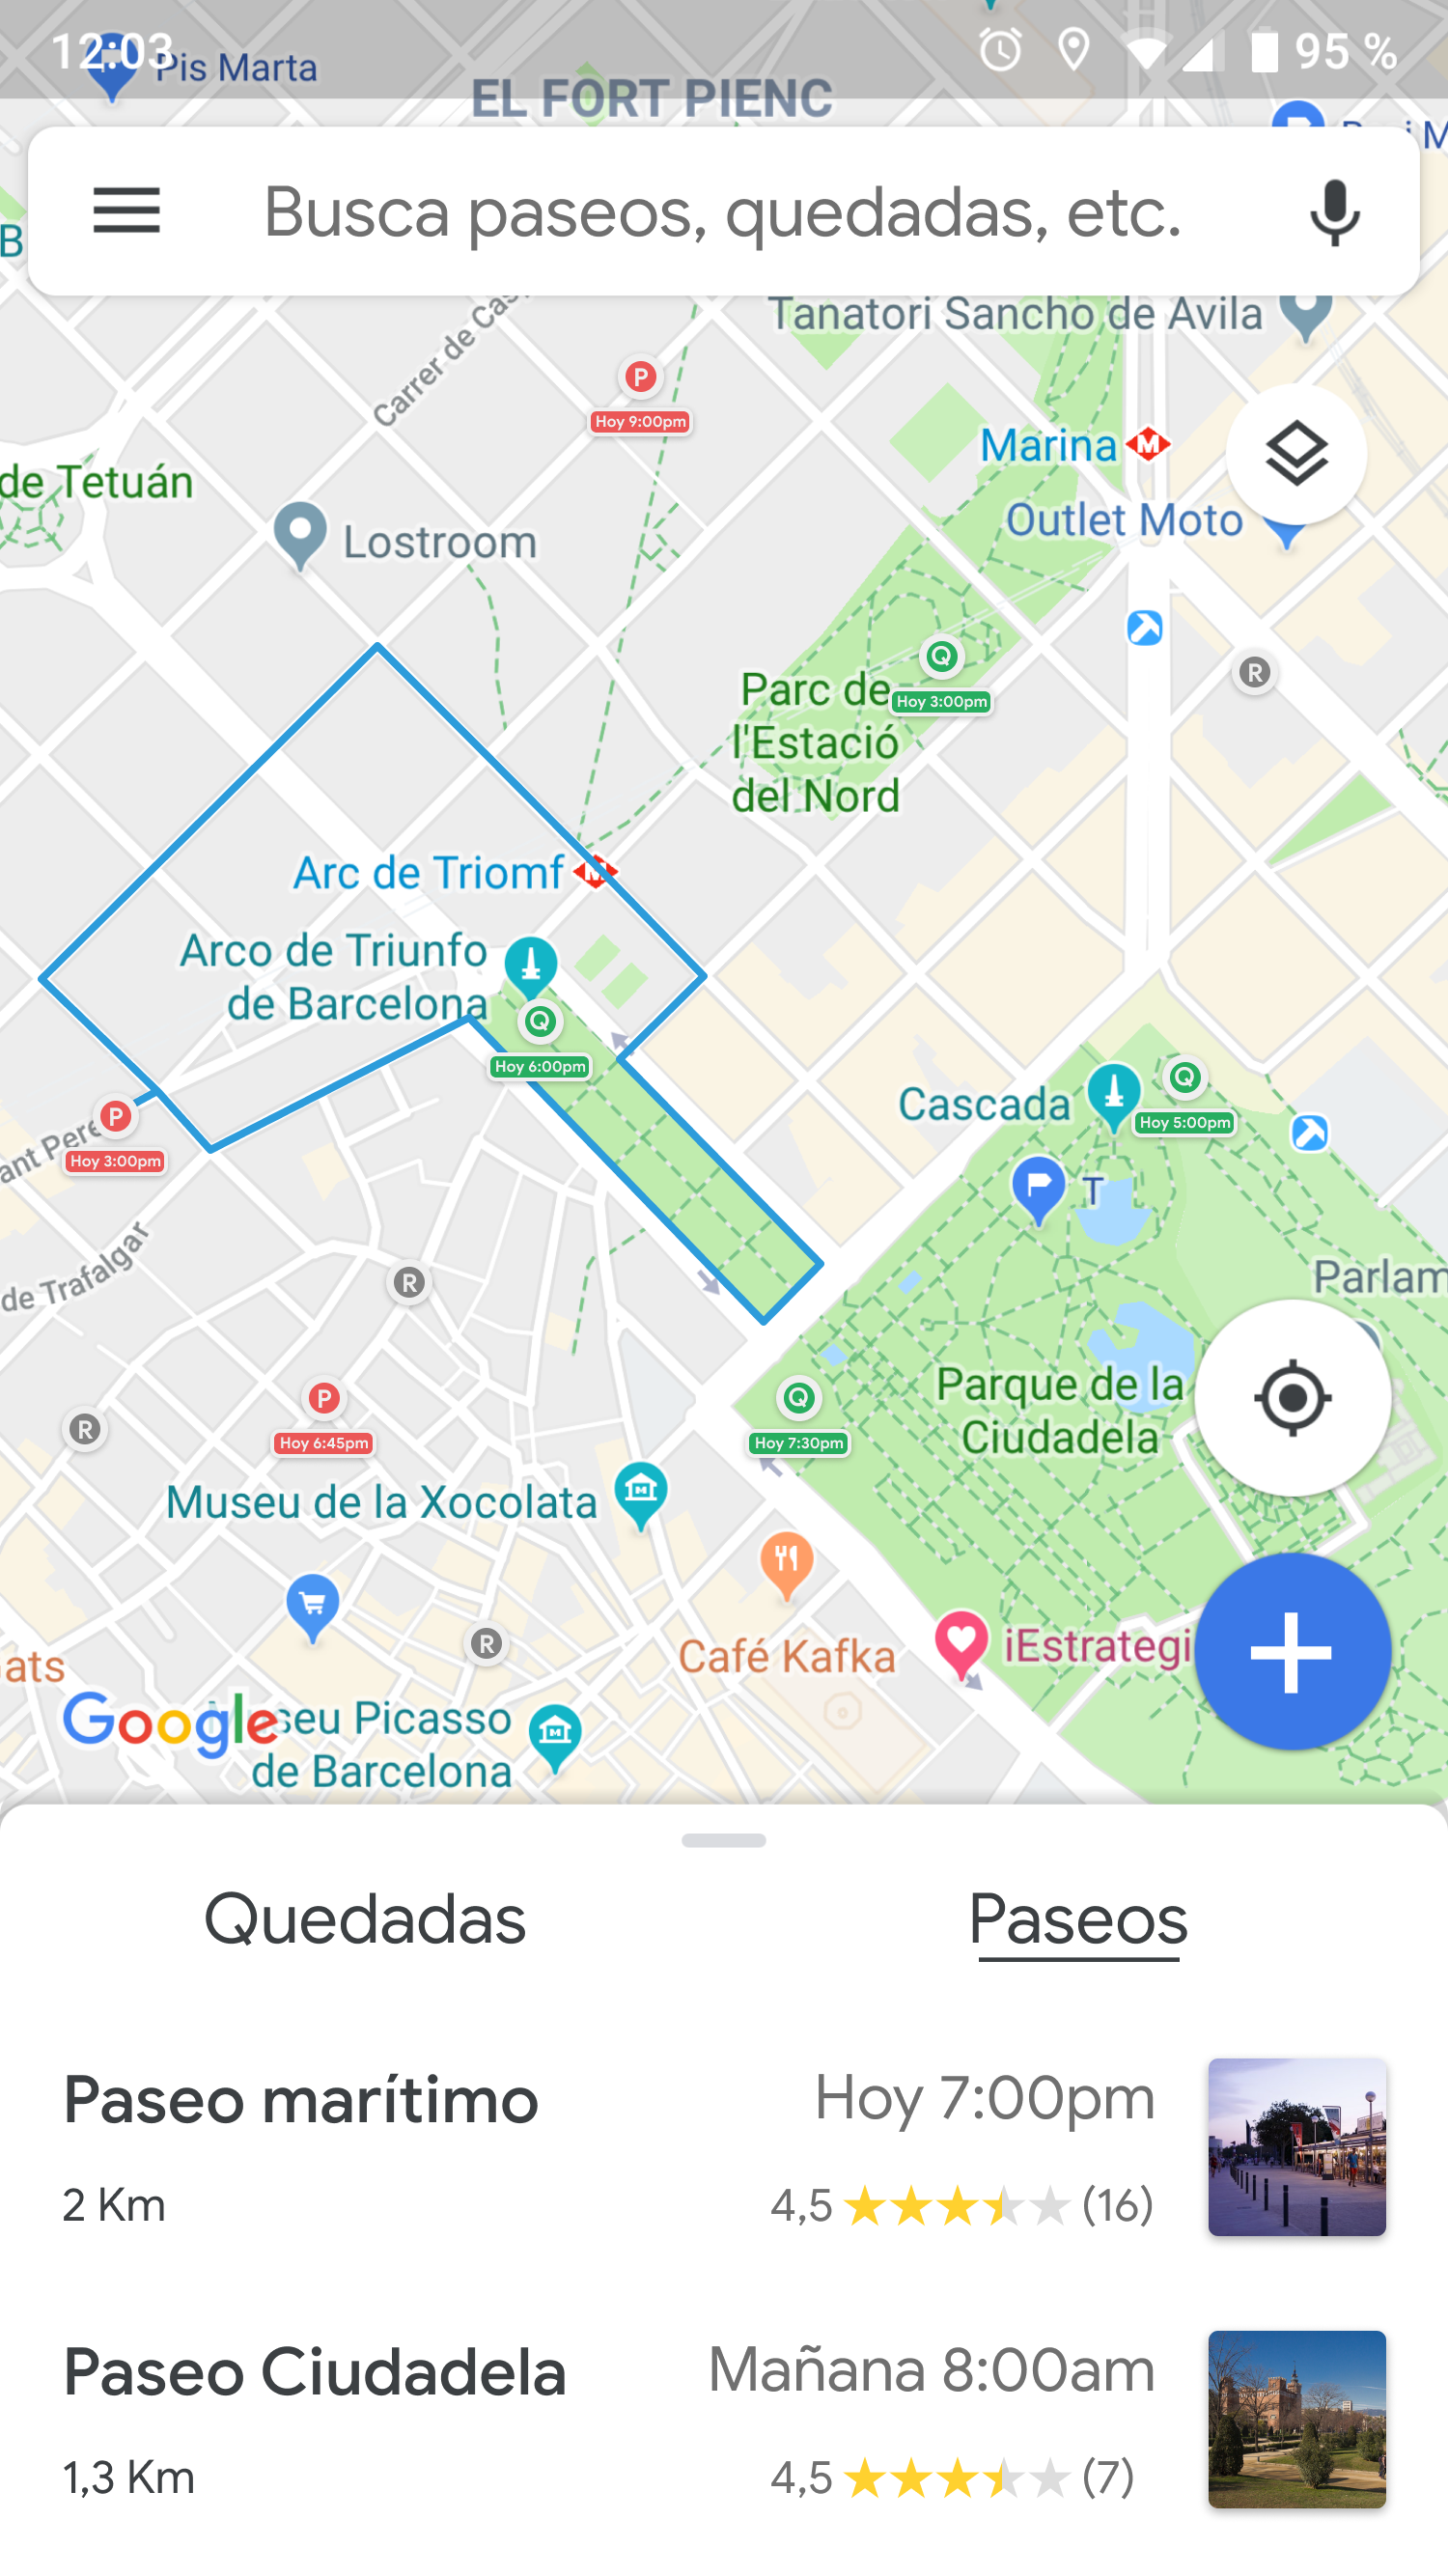 12:03
95 %
Pis Marta
EL FORT PIENC
Busca paseos, quedadas, etc.
B
Tanatori Sancho de Avila
Carrer de
P
Hoy 9:00pm
Marina
M
de Tetuán
Outlet Moto
Lostroom
Q
R
Parc de
Hoy 3:00pm
l'Estació
del Nord
Arc de Triomf
M
Arco de Triunfo
de Barcelona
Q
Hoy 6:00pm
Q
Cascada
Hoy 5:00pm
P
Hoy 3:00pm
T
de Trafalgar
R
Parlam
P
Q
Parque de la
Ciudadela
R
Hoy 6:45pm
Hoy 7:30pm
Museu de la Xocolata
R
Café Kafka
iEstrategi
ats
Google
seu Picasso
de Barcelona
Quedadas
Paseos
Paseo marítimo
Hoy 7:00pm
2 Km
4,5
(16)
Paseo Ciudadela
Mañana 8:00am
1,3 Km
4,5
(7)